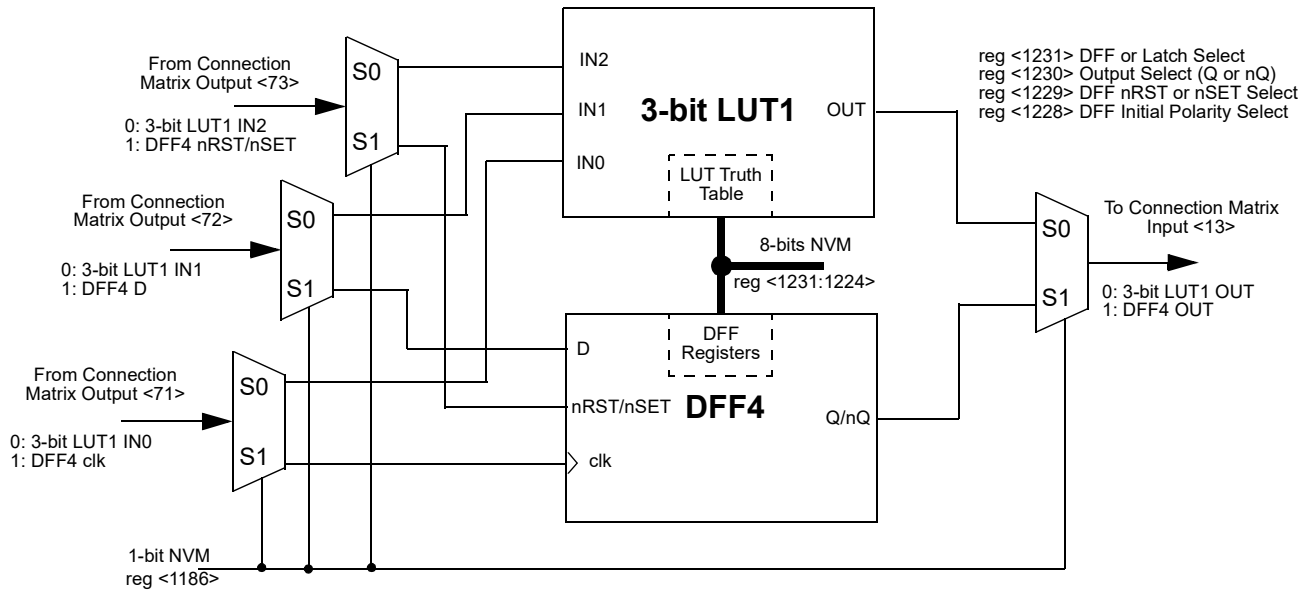 From Connection
Matrix Output <73>
0: 3-bit LUT1 IN2
1: DFF4 nRST/nSET
S0
S1
From Connection
Matrix Output <72>
0: 3-bit LUT1 IN1
1: DFF4 D
S0
S1
From Connection
Matrix Output <71>
0: 3-bit LUT1 IN0
1: DFF4 clk
S0
S1
1-bit NVM
reg <1186>
IN2
IN1
IN0
3-bit LUT1
OUT
LUT Truth
Table
8-bits NVM
reg <1231:1224>
DFF
Registers
D
nRST/nSET
clk
DFF4
Q/nQ
reg <1231> DFF or Latch Select
reg <1230> Output Select (Q or nQ)
reg <1229> DFF nRST or nSET Select
reg <1228> DFF Initial Polarity Select
S0
S1
To Connection Matrix
Input <13>
0: 3-bit LUT1 OUT
1: DFF4 OUT